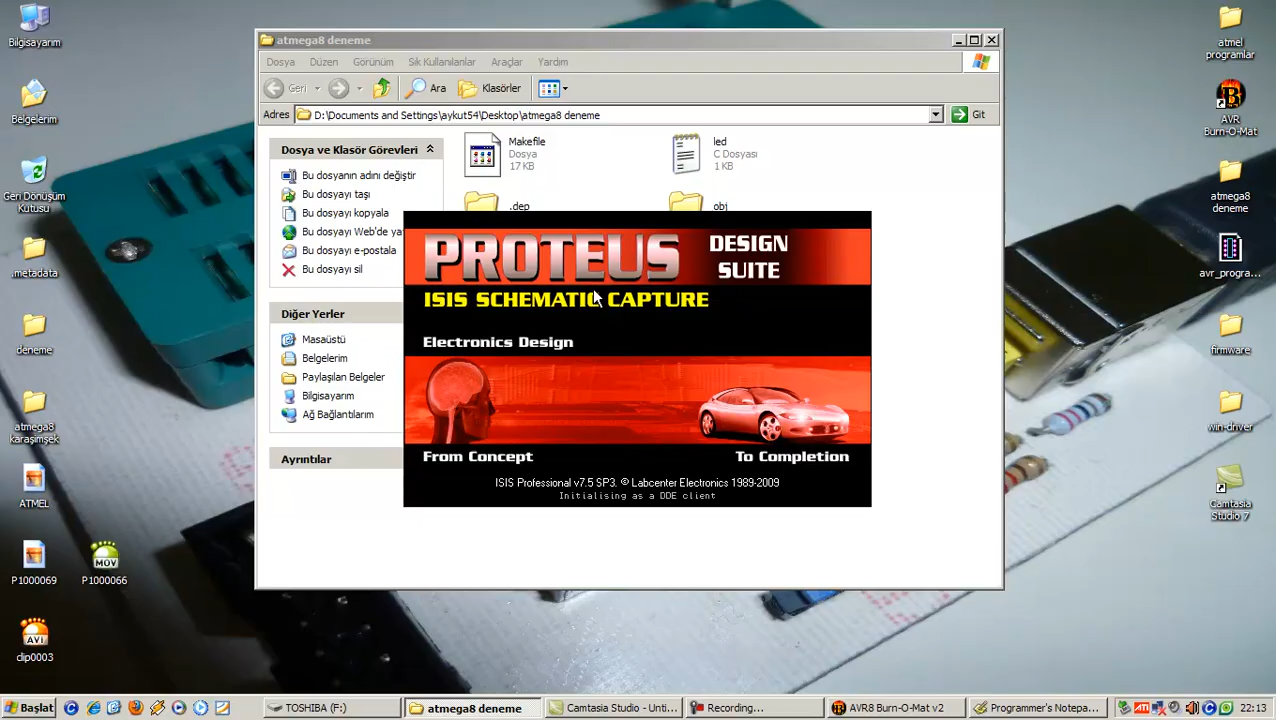 Bilgisayarım
Belgelerim
Geri Dönüşüm
Kutusu
.metadata
deneme
atmega8
karaşimşek
ATMEL
P1000069
MOV
P1000066
AVI
clip0003
atmega8 deneme
Dosya
Düzen
Görünüm
Sık Kullanılanlar
Araçlar
Yardım
Geri
Ara
Klasörler
Adres
D:\Documents and Settings\aykut54\Desktop\atmega8 deneme
Git
Dosya ve Klasör Görevleri
Bu dosyanın adını değiştir
Bu dosyayı taşı
Bu dosyayı kopyala
Bu dosyayı Web'de ya
Bu dosyayı e-postala
Bu dosyayı sil
Diğer Yerler
Masaüstü
Belgelerim
Paylaşılan Belgeler
Bilgisayarım
Ağ Bağlantılarım
Ayrıntılar
Makefile
Dosya
17 KB
led
C Dosyası
1 KB
.dep
obj
PROTEUS
DESIGN
SUITE
ISIS SCHEMATIC CAPTURE
Electronics Design
From Concept
To Completion
ISIS Professional v7.5 SP3. © Labcenter Electronics 1989-2009
Initialising as a DDE client
atmel
programlar
AVR
Burn-O-Mat
atmega8
deneme
avr_progra...
firmware
win-driver
Camtasia
Studio 7
Başlat
TOSHIBA (F:)
atmega8 deneme
Camtasia Studio - Unti...
Recording...
AVR8 Burn-O-Mat v2
Programmer's Notepa...
ATI
22:13